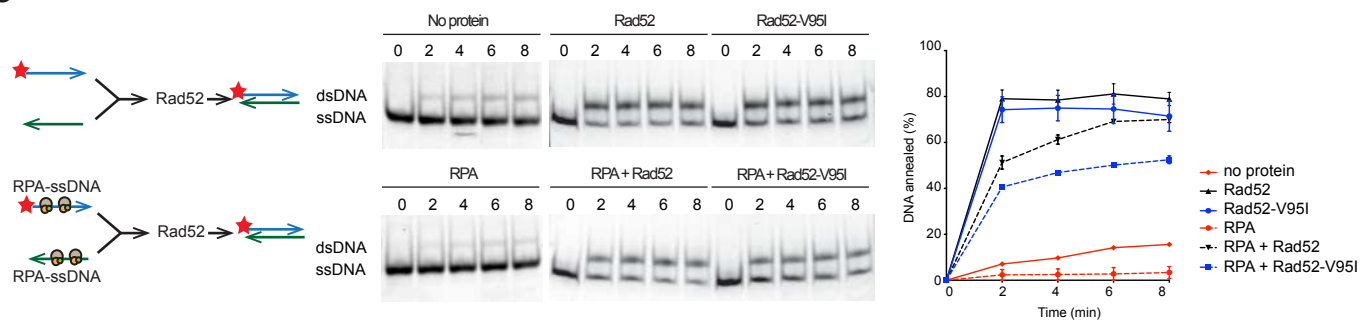 No protein
Rad52
Rad52-V95I
0 2 4 6 8
0 2 4 6 8
0 2 4 6 8
Rad52
dsDNA
ssDNA
RPA-ssDNA
RPA-ssDNA
Rad52
RPA
RPA + Rad52
RPA + Rad52-V95I
0 2 4 6 8
0 2 4 6 8
0 2 4 6 8
dsDNA
ssDNA
DNA annealed (%)
100
80
60
40
20
0
0 2 4 6 8
Time (min)
no protein
Rad52
Rad52-V95I
RPA
RPA + Rad52
RPA + Rad52-V95I